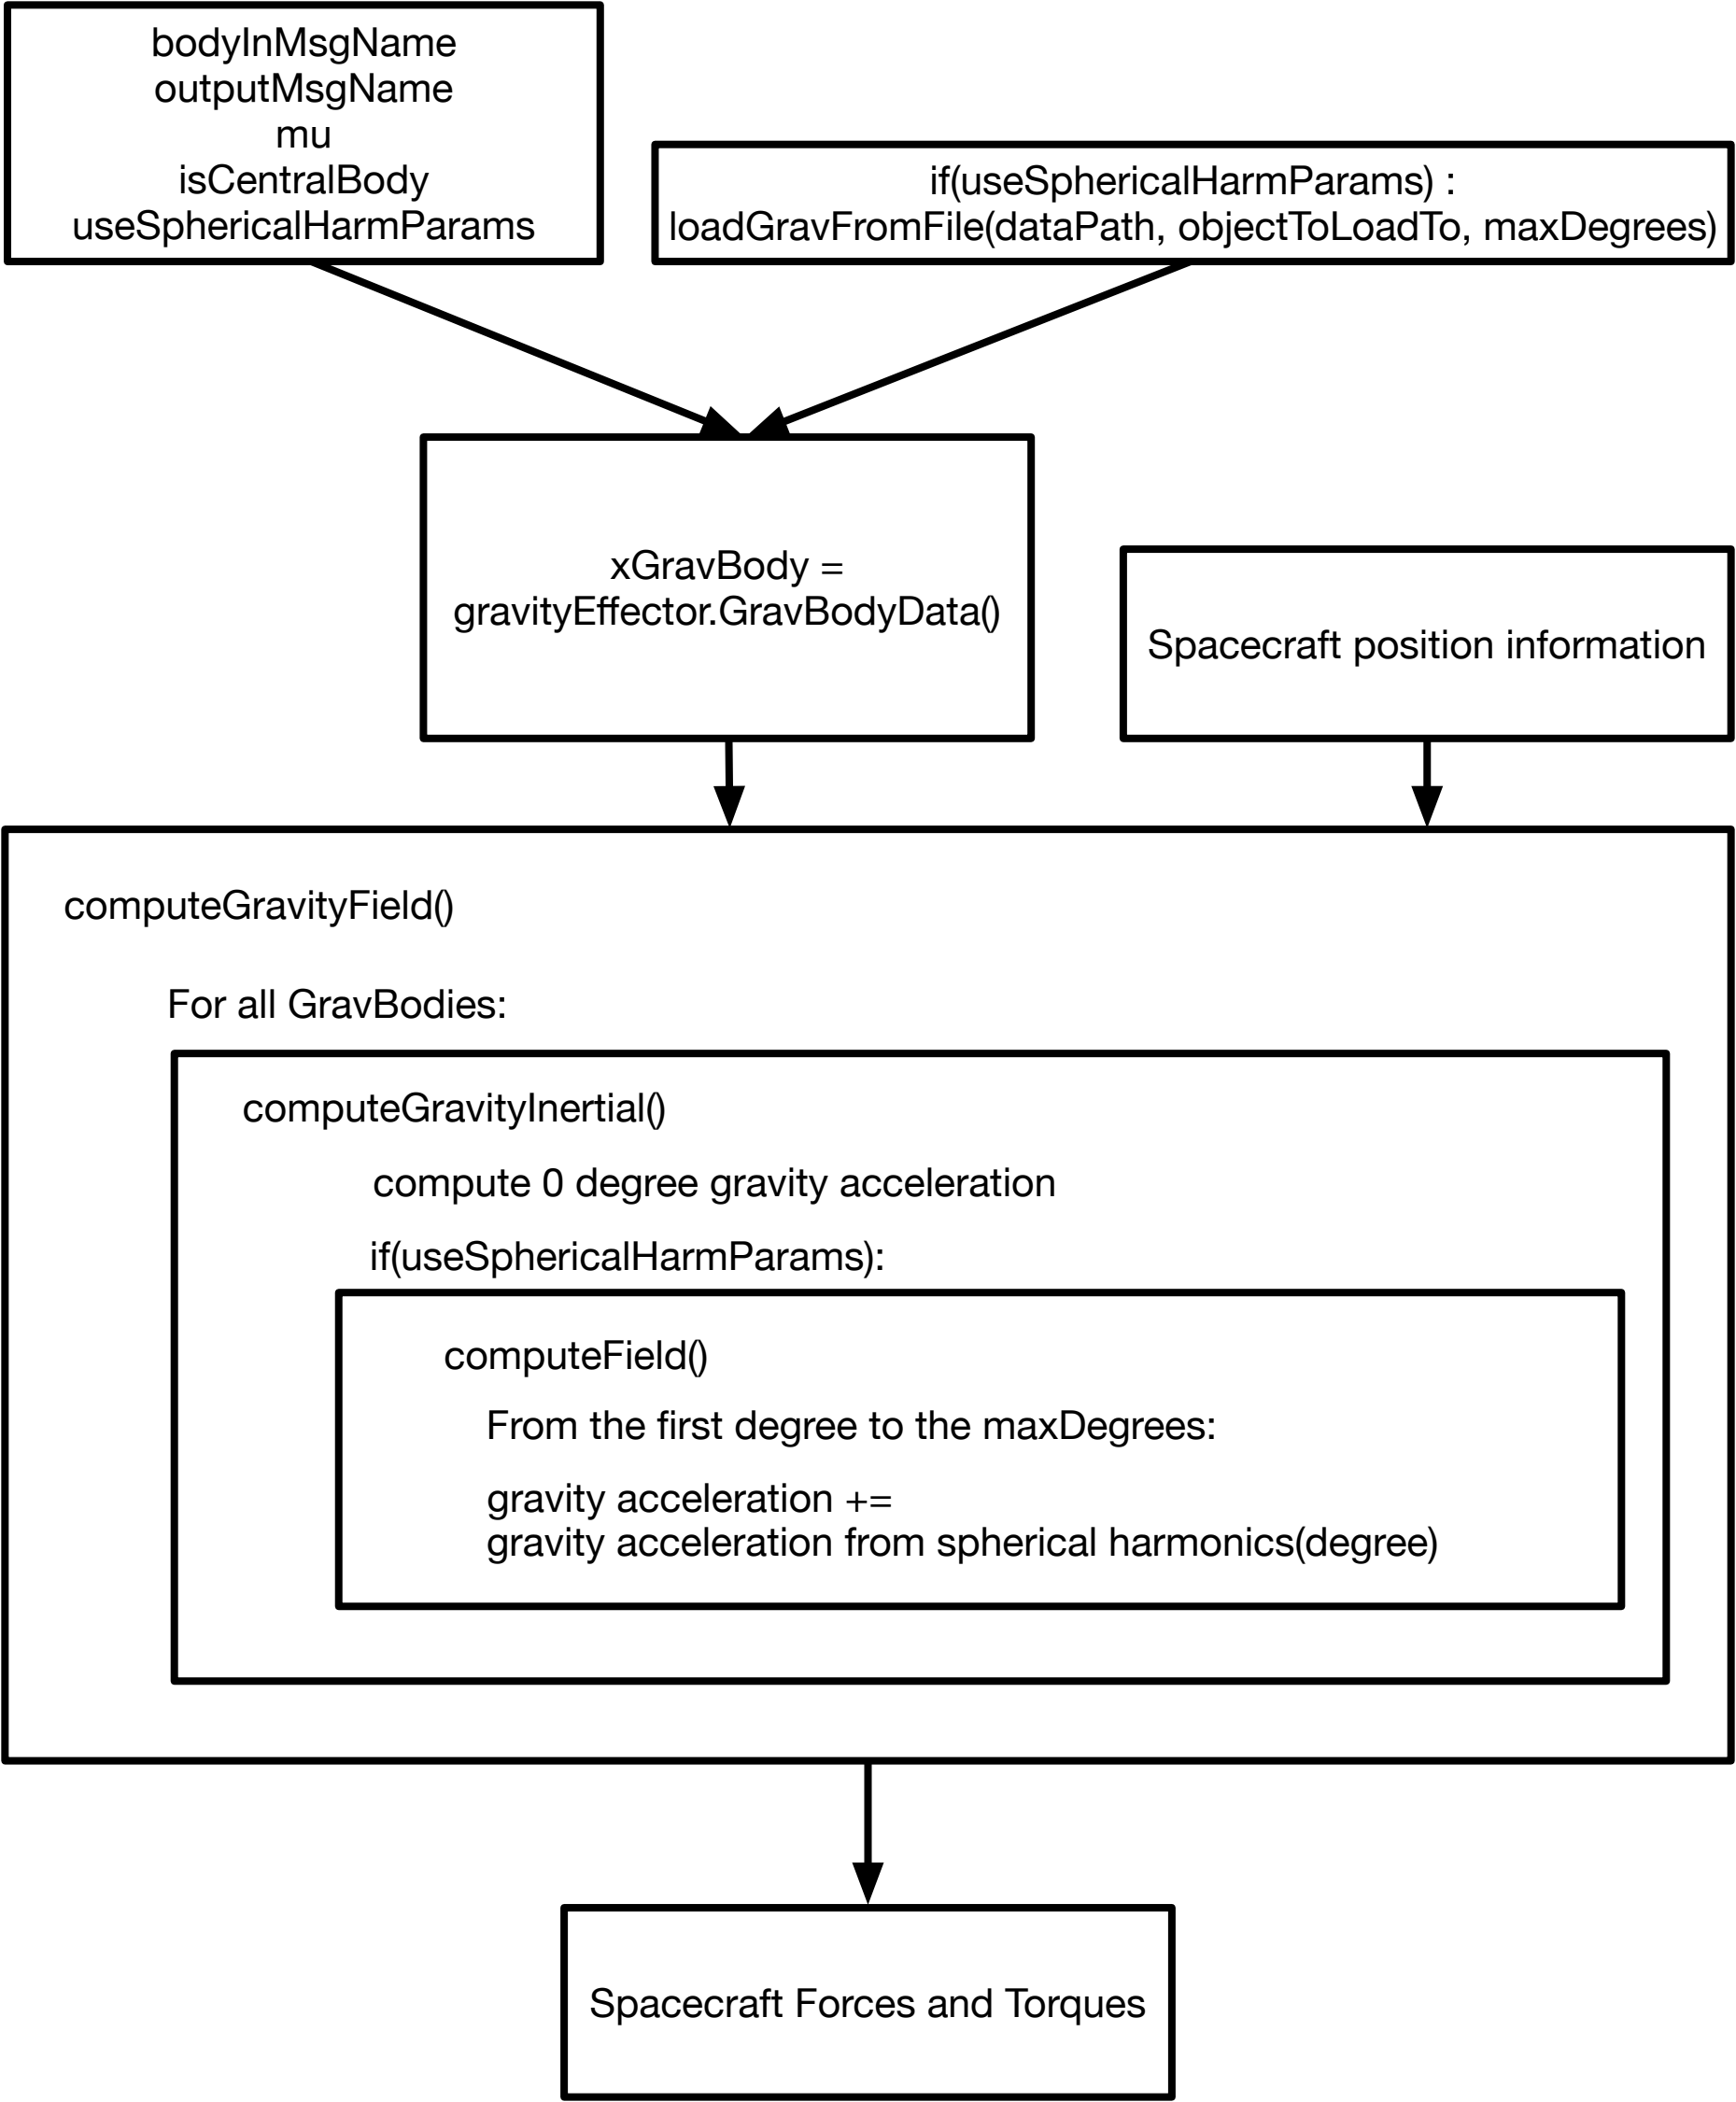 bodyInMsgName
outputMsgName
mu
isCentralBody
useSphericalHarmParams
if(useSphericalHarmParams) :
loadGravFromFile(dataPath, objectToLoadTo, maxDegrees)
xGravBody =
gravityEffector.GravBodyData()
Spacecraft position information
computeGravityField()
For all GravBodies:
computeGravityInertial()
compute 0 degree gravity acceleration
if(useSphericalHarmParams):
computeField()
From the first degree to the maxDegrees:
gravity acceleration +=
gravity acceleration from spherical harmonics(degree)
Spacecraft Forces and Torques